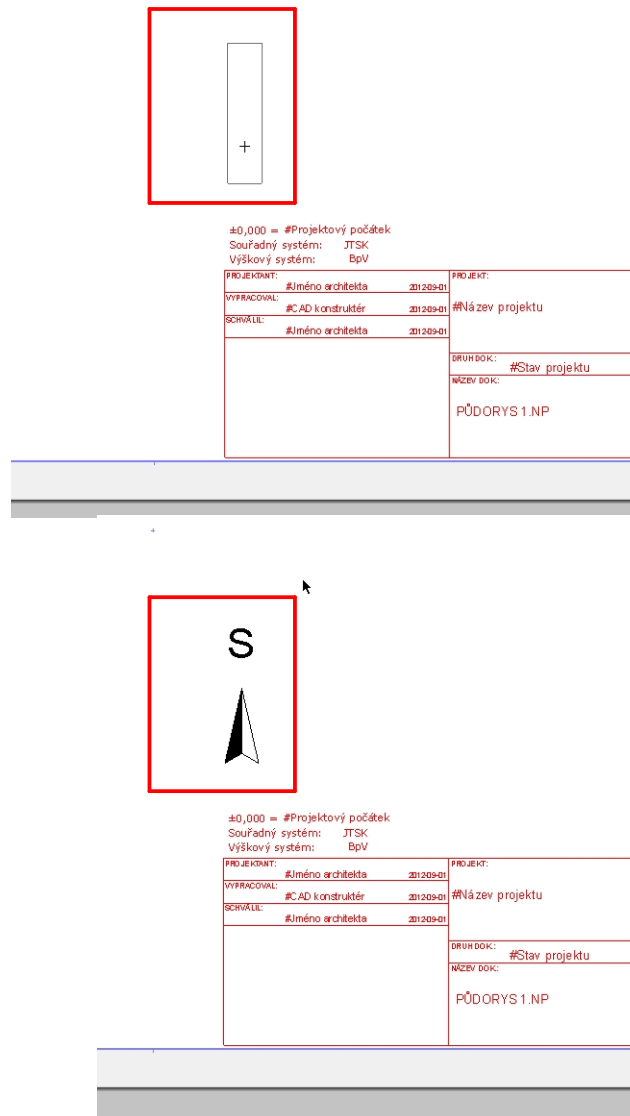 ±0,000 = #Projektový počátek
Souřadný systém: JTSK
Výškový systém: BpV
PROJEKTANT:
#Jméno architekta 2012-09-01
VYPRACOVAL:
#CAD konstruktér 2012-09-01
SCHVÁLIL:
#Jméno architekta 2012-09-01
PROJEKT:
#Název projektu
DRUH DOK.:
#Stav projektu
NÁZEV DOK.:
PŮDORYS 1.NP
S
±0,000 = #Projektový počátek
Souřadný systém: JTSK
Výškový systém: BpV
PROJEKTANT:
#Jméno architekta 2012-09-01
VYPRACOVAL:
#CAD konstruktér 2012-09-01
SCHVÁLIL:
#Jméno architekta 2012-09-01
PROJEKT:
#Název projektu
DRUH DOK.:
#Stav projektu
NÁZEV DOK.:
PŮDORYS 1.NP